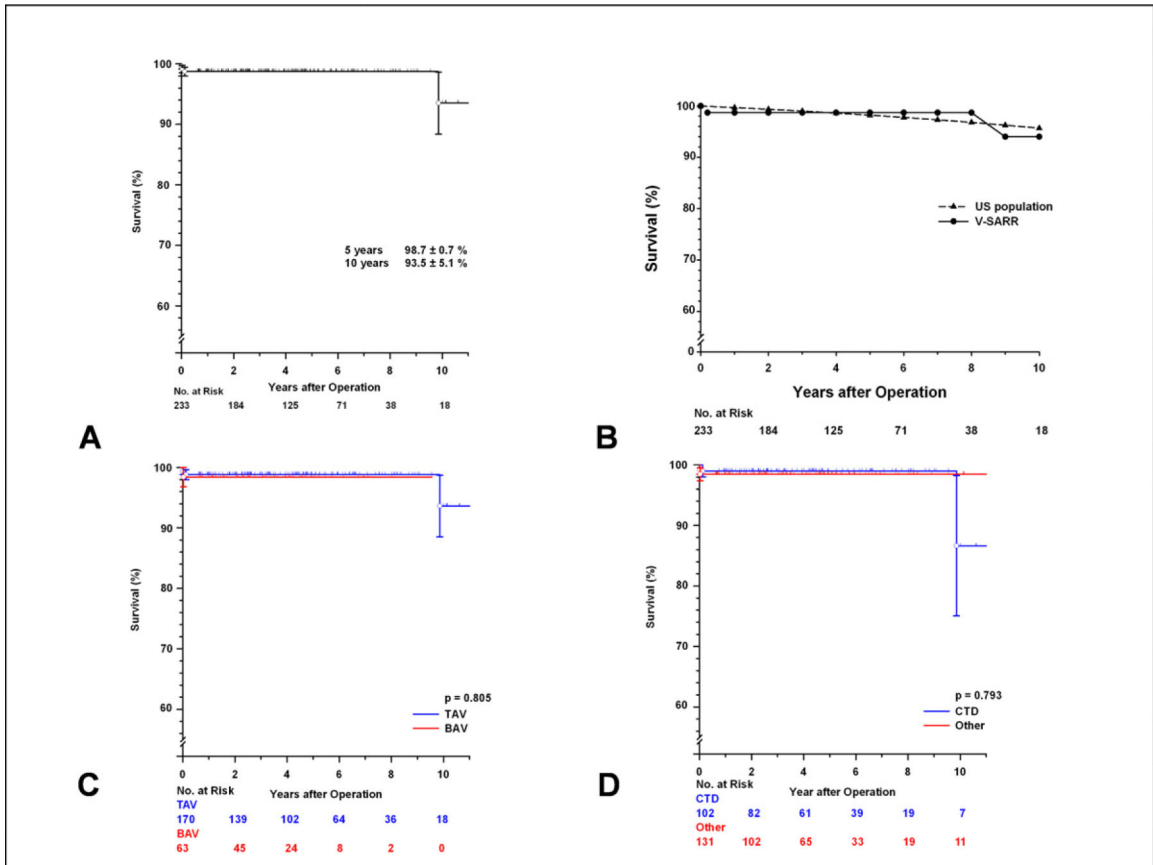 100
90
80
70
60
Survival (%)
5 years 98.7 ± 0.7 %
10 years 93.5 ± 5.1 %
0 2 4 6 8 10
Years after Operation
No. at Risk
233 184 125 71 38 18
A
100
90
80
70
60
0
Survival (%)
US population
V-SARR
0 2 4 6 8 10
Years after Operation
No. at Risk
233 184 125 71 38 18
B
100
90
80
70
60
Survival (%)
p = 0.805
TAV
BAV
0 2 4 6 8 10
Years after Operation
No. at Risk
TAV
170 139 102 64 36 18
BAV
63 45 24 8 2 0
C
100
90
80
70
60
Survival (%)
p = 0.793
CTD
Other
0 2 4 6 8 10
Year after Operation
No. at Risk
CTD
102 82 61 39 19 7
Other
131 102 65 33 19 11
D